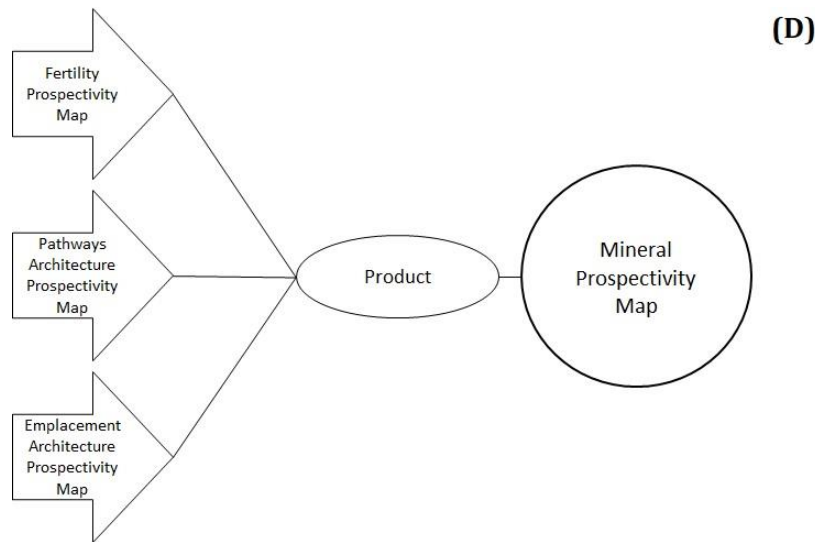 (D)
Fertility
Prospectivity
Map
Pathways
Architecture
Prospectivity
Map
Emplacement
Architecture
Prospectivity
Map
Product
Mineral
Prospectivity
Map